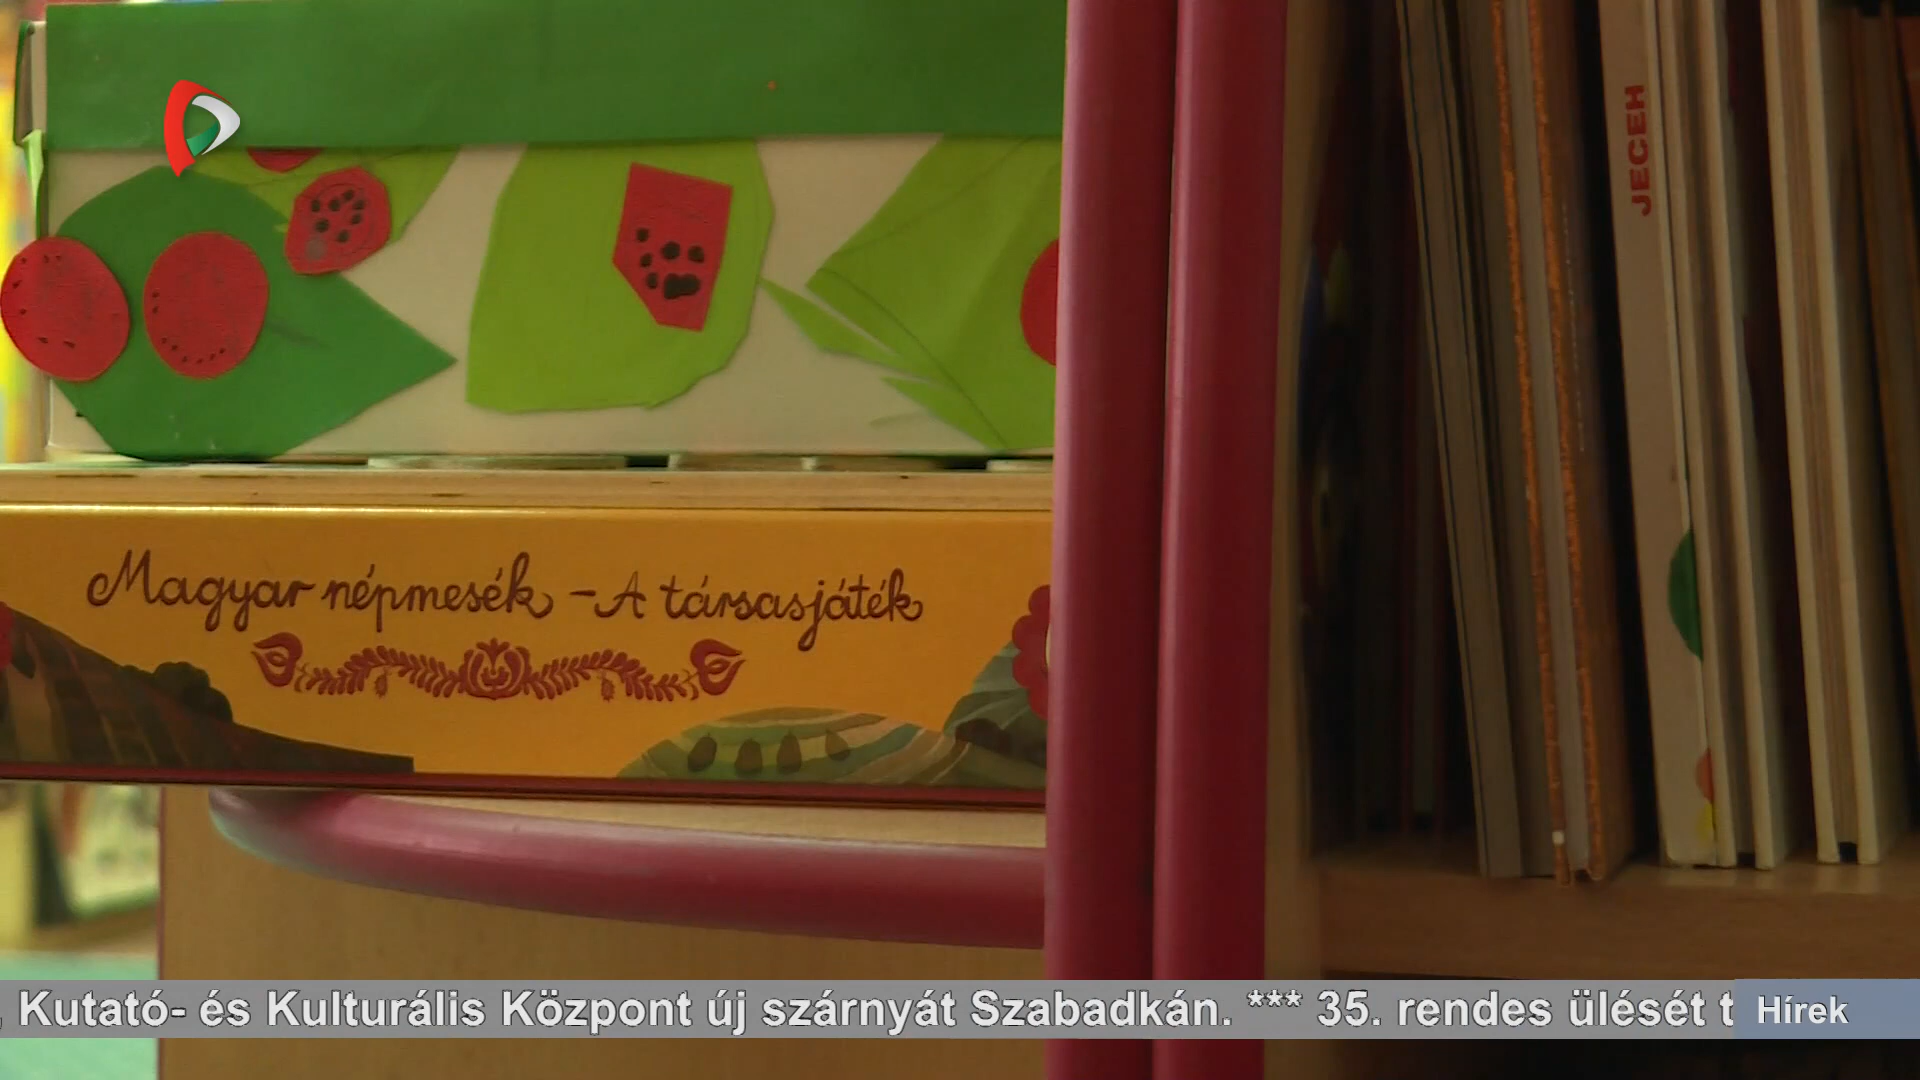 JECEH
Magyar népmesék - A társasjáték
Kutató- és Kulturális Központ új szárnyát Szabadkán. *** 35. rendes ülését t
Hírek